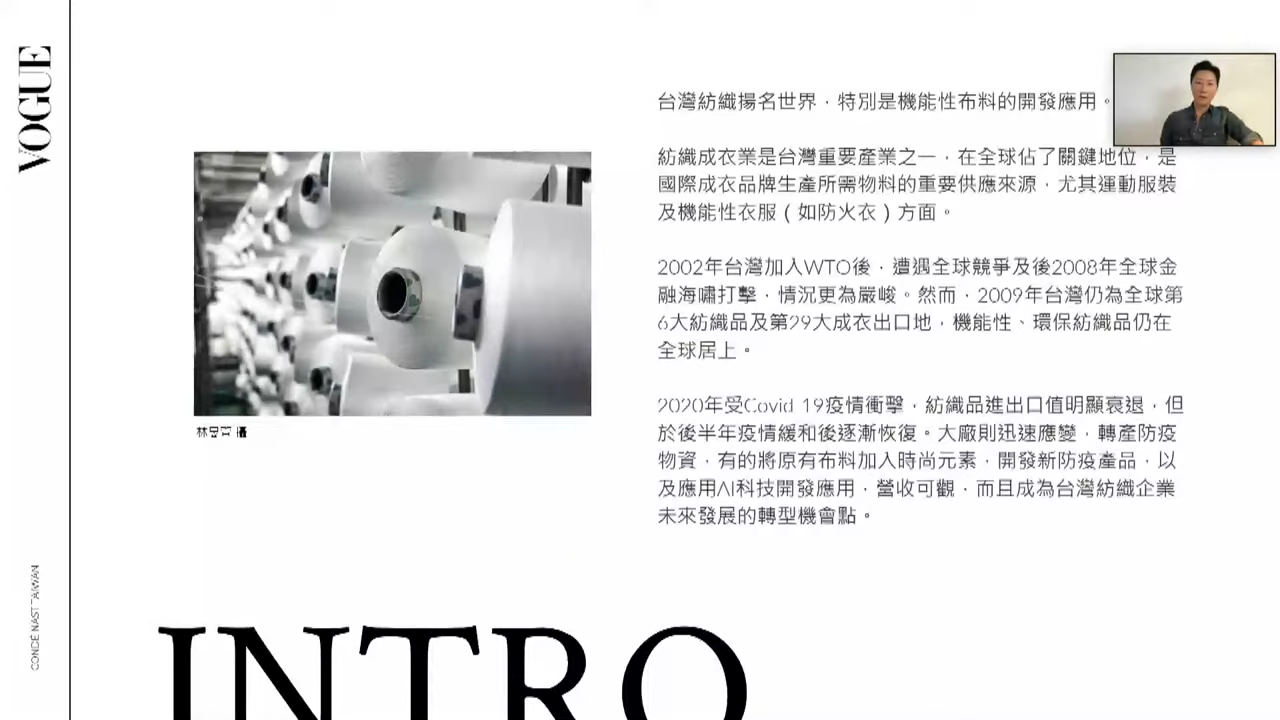 VOGUE
台灣紡織揚名世界，特別是機能性布料的開發應用。
紡織成衣業是台灣重要產業之一，在全球佔了關鍵地位，是
國際成衣品牌生產所需物料的重要供應來源，尤其運動服裝
及機能性衣服（如防火衣）方面。
2002年台灣加入WTO後，遭遇全球競爭及後2008年全球金
融海嘯打擊，情況更為嚴峻。然而，2009年台灣仍為全球第
6大紡織品及第29大成衣出口地，機能性、環保紡織品仍在
全球居上。
2020年受Covid 19疫情衝擊，紡織品進出口值明顯衰退，但
於後半年疫情緩和後逐漸恢復。大廠則迅速應變，轉產防疫
物資，有的將原有布料加入時尚元素，開發新防疫產品，以
及應用AI科技開發應用，營收可觀，而且成為台灣紡織企業
未來發展的轉型機會點。
CONDÉ NAST TAIWAN
INTRO